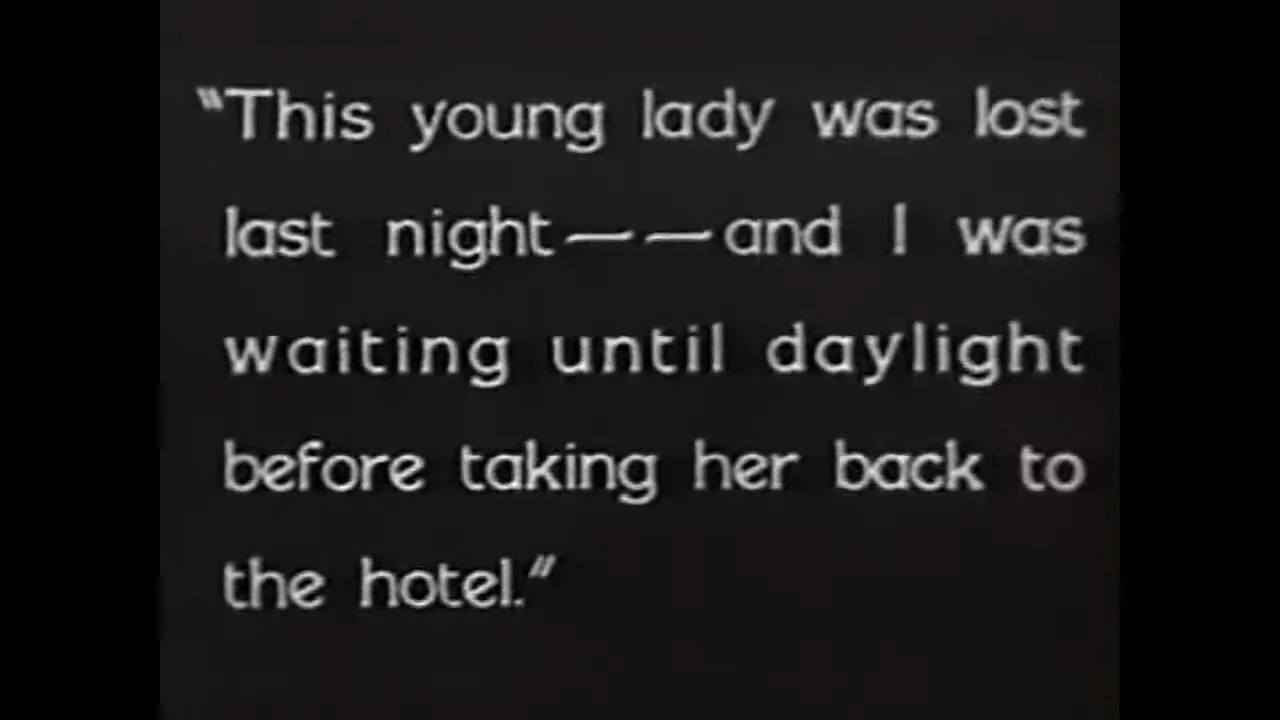 "This young lady was lost
last night——and I was
waiting until daylight
before taking her back to
the hotel."